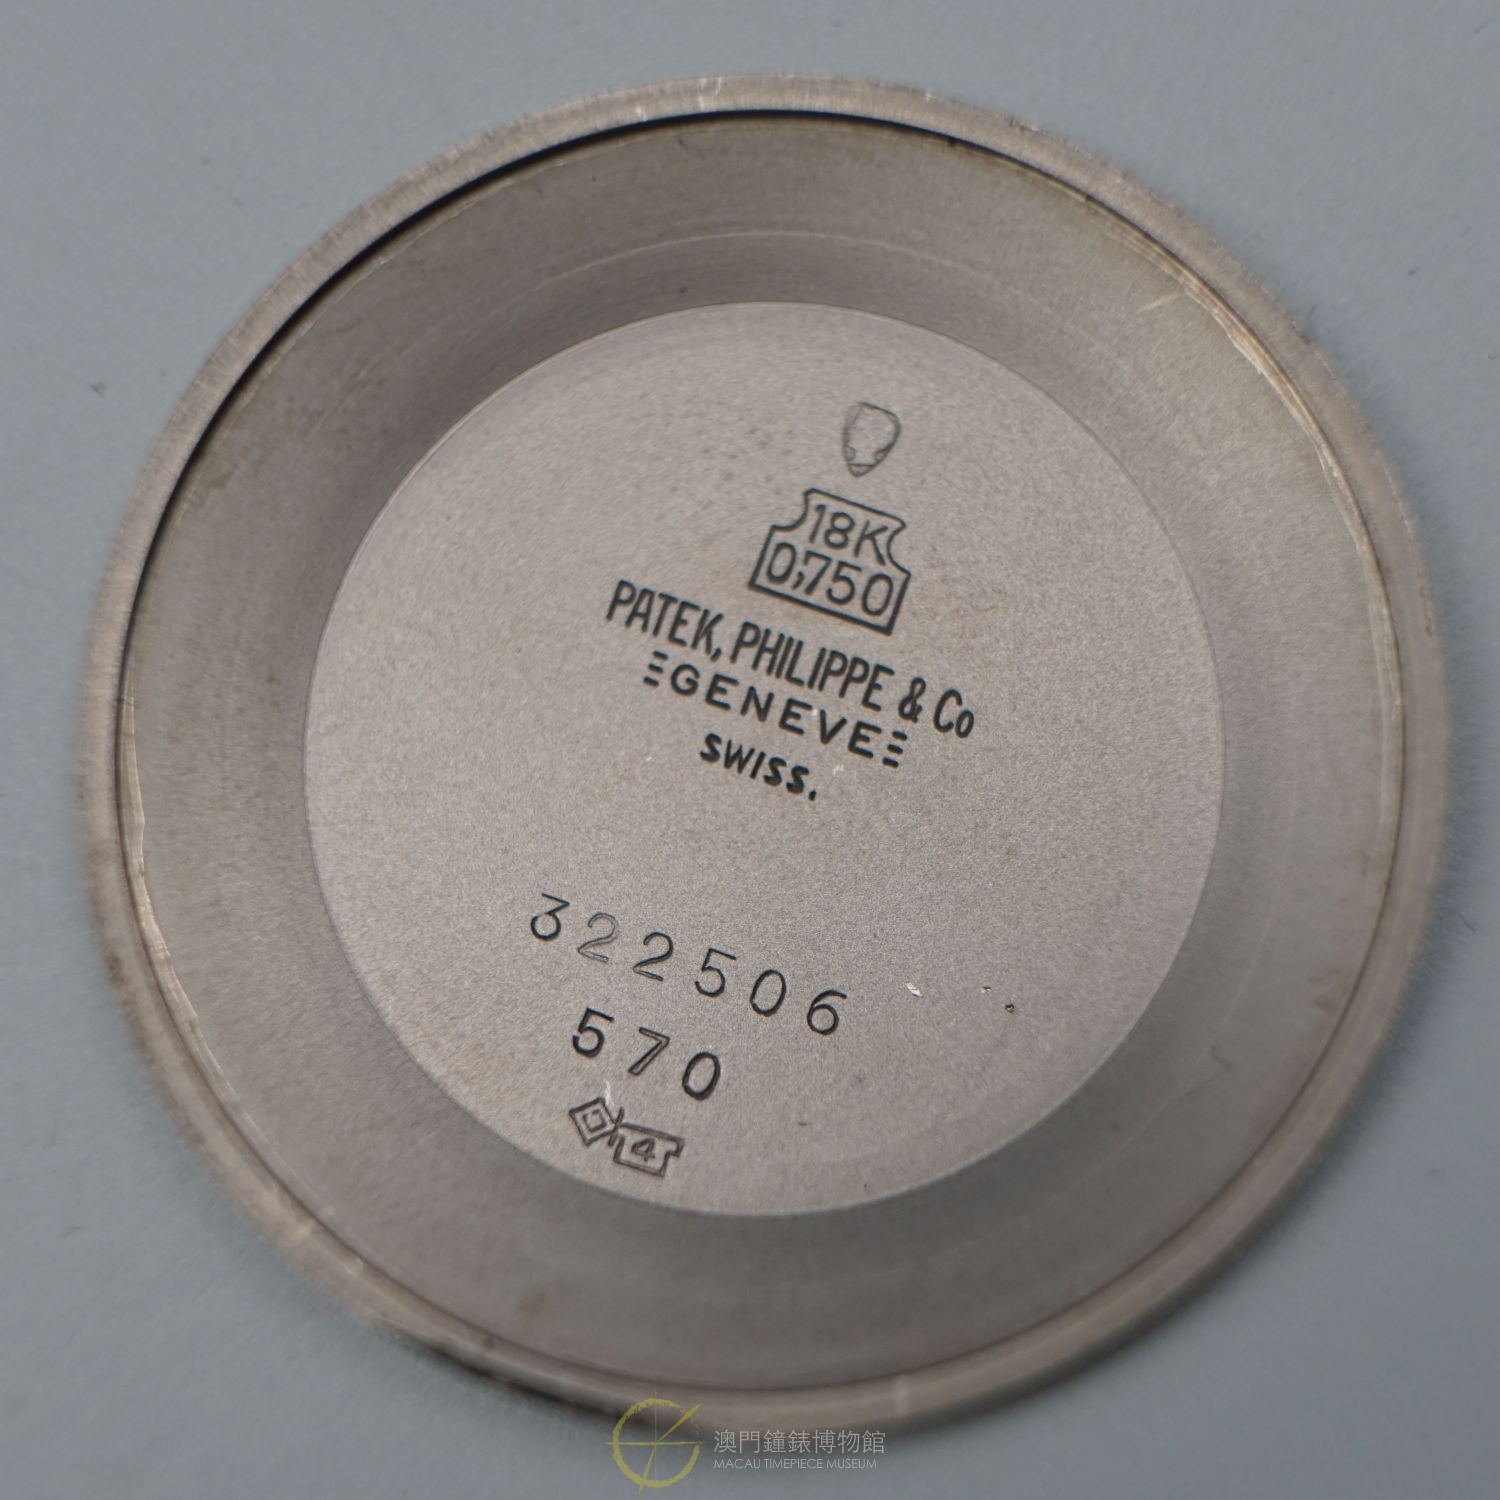 18K
0,750
PATEK, PHILIPPE & Co
GENEVE
SWISS.
322506
570
4
澳門鐘錶博物館
MACAU TIMEPIECE MUSEUM